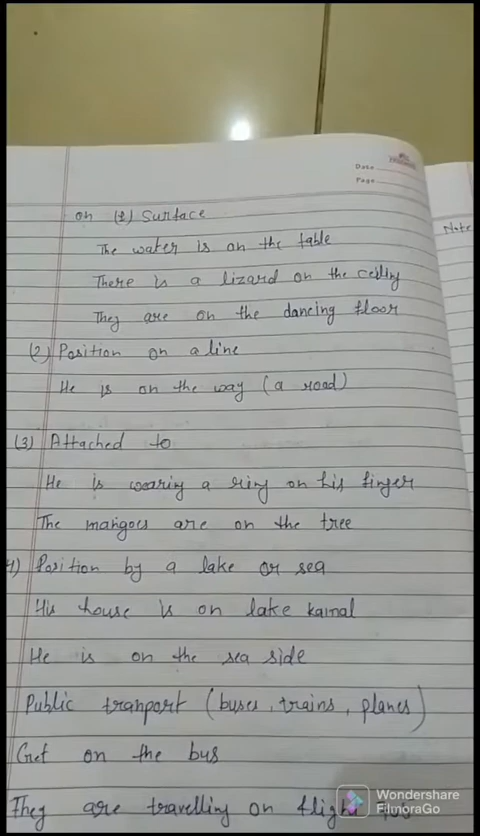 Date
Page
Note
on (1) Surface
The water is on the table
There is a lizard on the ceiling
They are on the dancing floor
(2) Position on a line
He is on the way (a road)
(3) Attached to
He is wearing a ring on his finger
The mangoes are on the tree
4) Position by a lake or sea
His house is on lake kamal
He is on the sea side
Public tranport (buses, trains, planes)
Get on the bus
They are travelling on flight
Wondershare
FilmoraGo